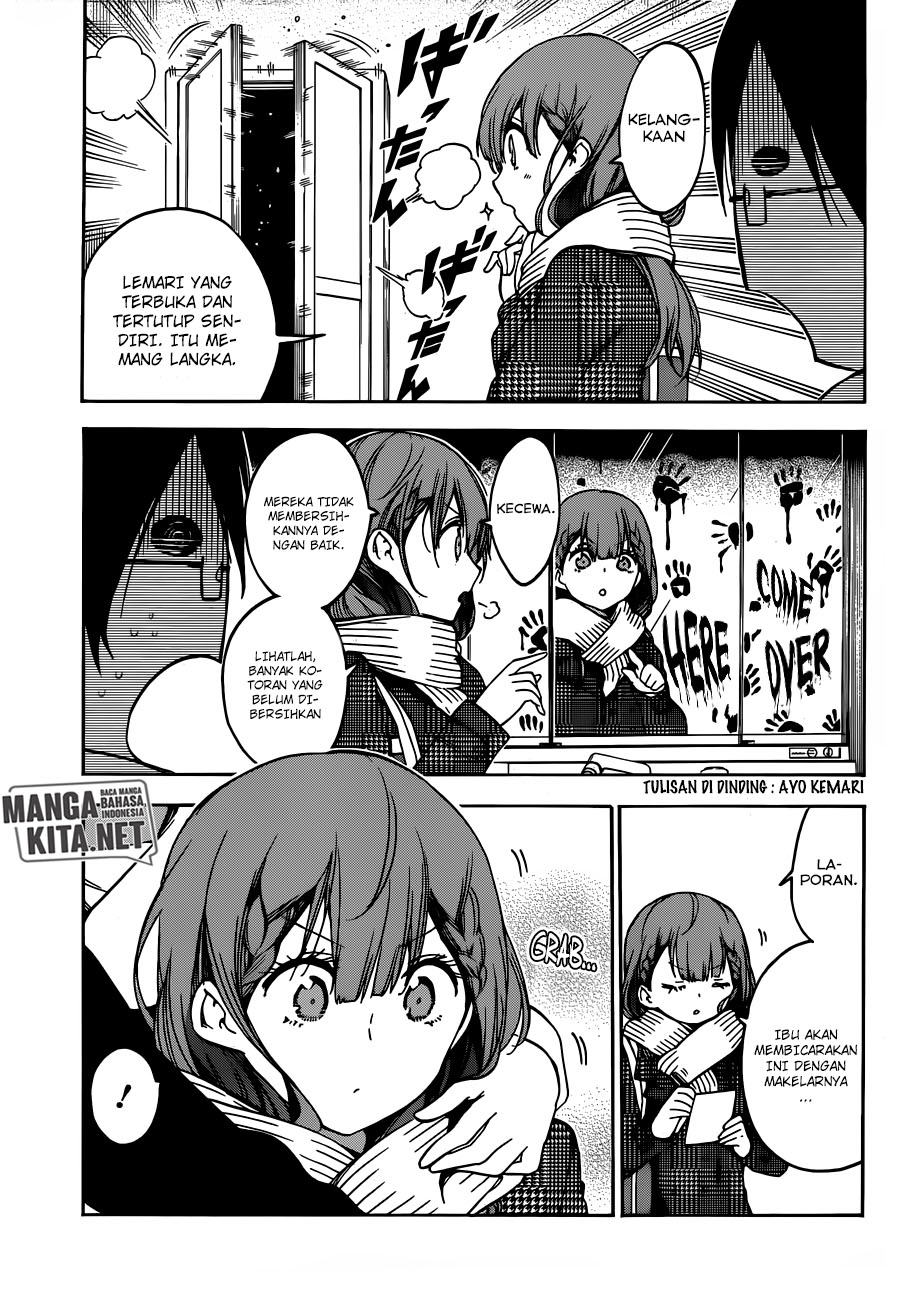 KELANG-
KAAN
ばったん
ばったん
LEMARI YANG
TERBUKA DAN
TERTUTUP SEN-
DIRI. ITU ME-
MANG LANGKA.
KECEWA.
MEREKA TIDAK
MEMBERSIH-
KANNYA DE-
NGAN BAIK.
LIHATLAH,
BANYAK KO-
TORAN YANG
BELUM DI-
BERSIHKAN
COME
OVER
HERE
TULISAN DI DINDING : AYO KEMARI
MANGA
KITA.NET
BACA MANGA
BAHASA
INDONESIA
LA-
PORAN.
IBU AKAN
MEMBICARAKAN
INI DENGAN
MAKELARNYA
...
GRAB...
!